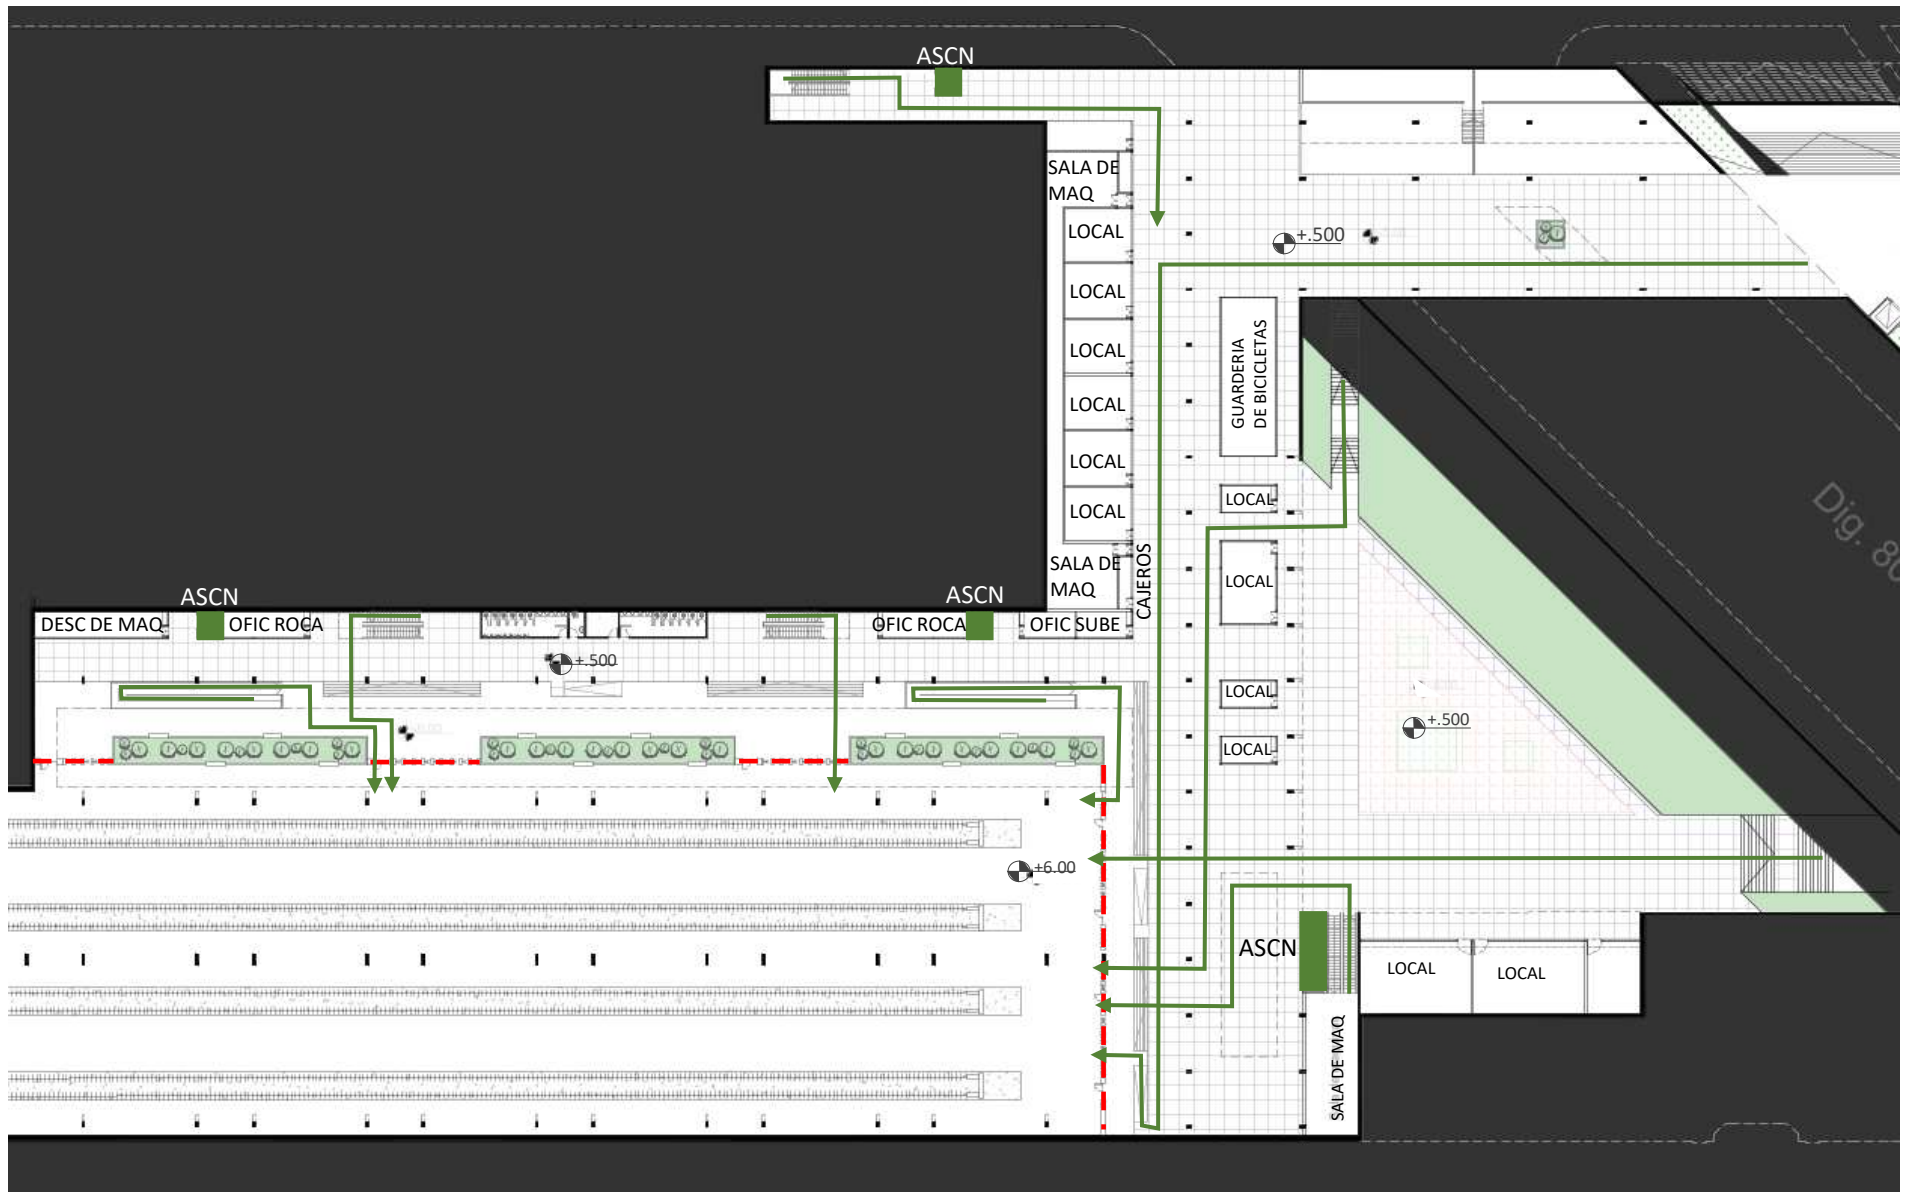 ASCN
SALA DE
MAQ
LOCAL
+.500
LOCAL
LOCAL
GUARDERIA
DE BICICLETAS
LOCAL
LOCAL
LOCAL
LOCAL
Dig. 80
SALA DE
MAQ
CAJEROS
LOCAL
ASCN
ASCN
DESC DE MAQ
OFIC ROCA
OFIC ROCA
OFIC SUBE
+.500
LOCAL
+.500
LOCAL
+6.00
ASCN
LOCAL
LOCAL
SALA DE MAQ